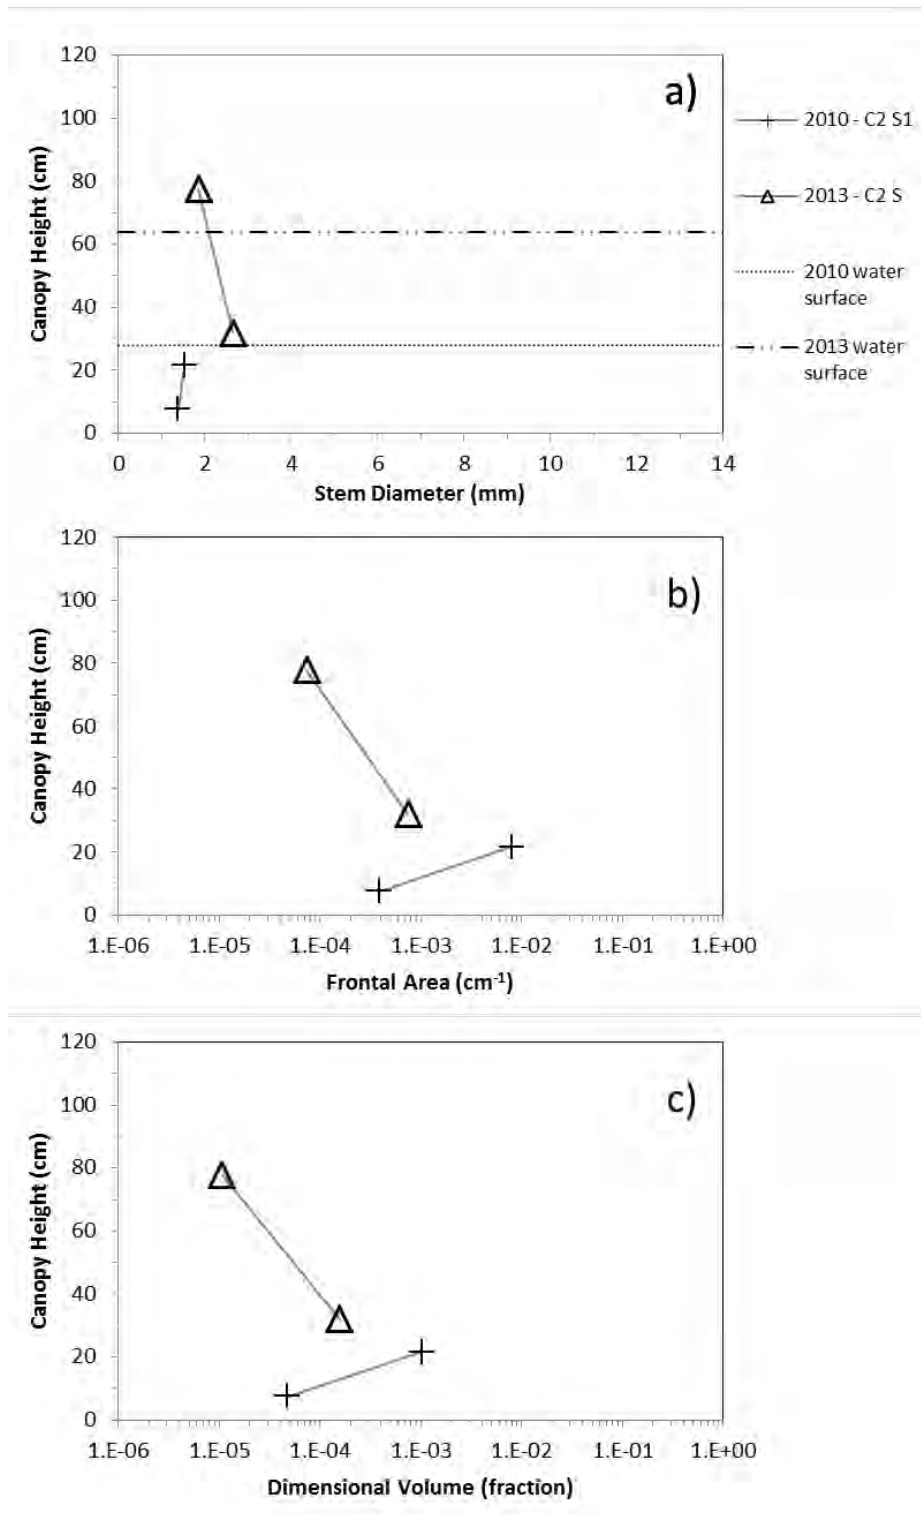 a)
120
100
80
60
40
20
0
Canopy Height (cm)
0 2 4 6 8 10 12 14
Stem Diameter (mm)
2010 - C2 S1
2013 - C2 S
2010 water
surface
2013 water
surface
b)
120
100
80
60
40
20
0
Canopy Height (cm)
1.E-06 1.E-05 1.E-04 1.E-03 1.E-02 1.E-01 1.E+00
Frontal Area (cm⁻¹)
c)
120
100
80
60
40
20
0
Canopy Height (cm)
1.E-06 1.E-05 1.E-04 1.E-03 1.E-02 1.E-01 1.E+00
Dimensional Volume (fraction)